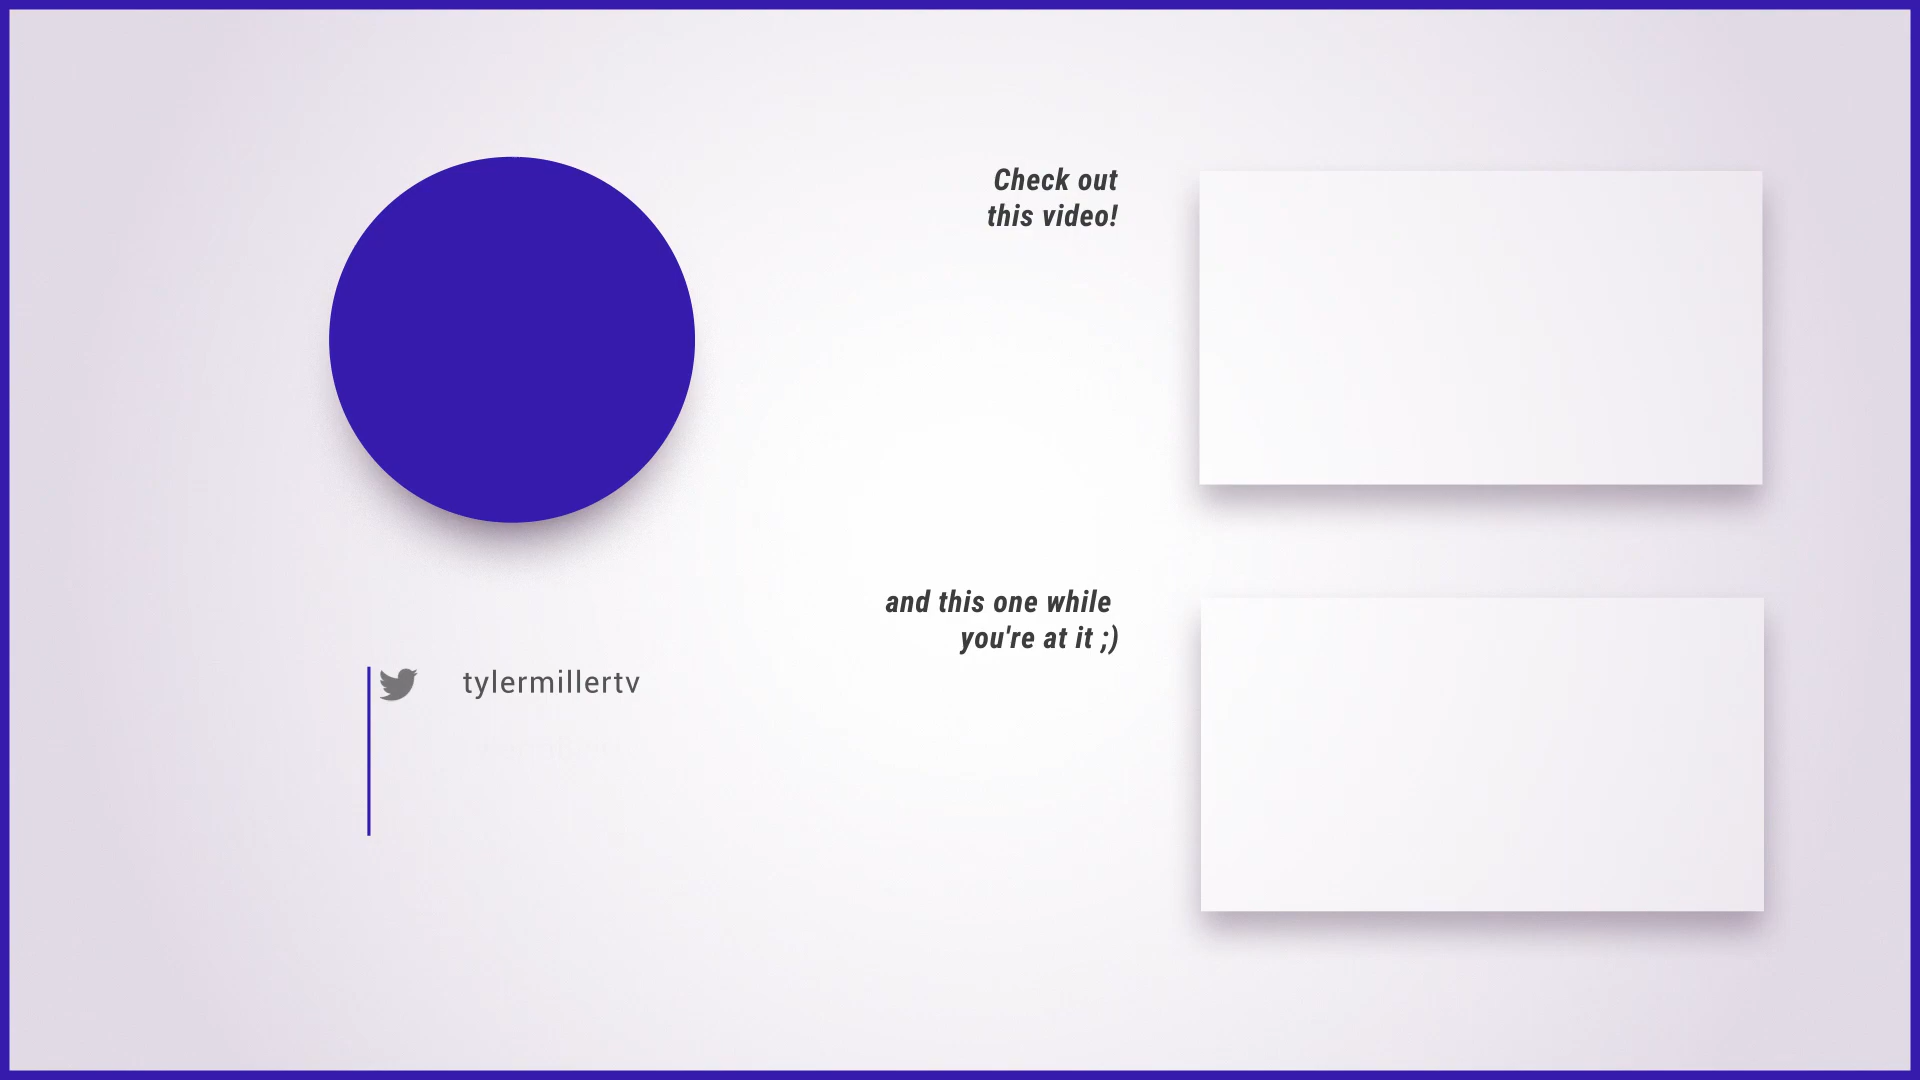 Check out
this video!
and this one while
you're at it ;)
tylermillertv